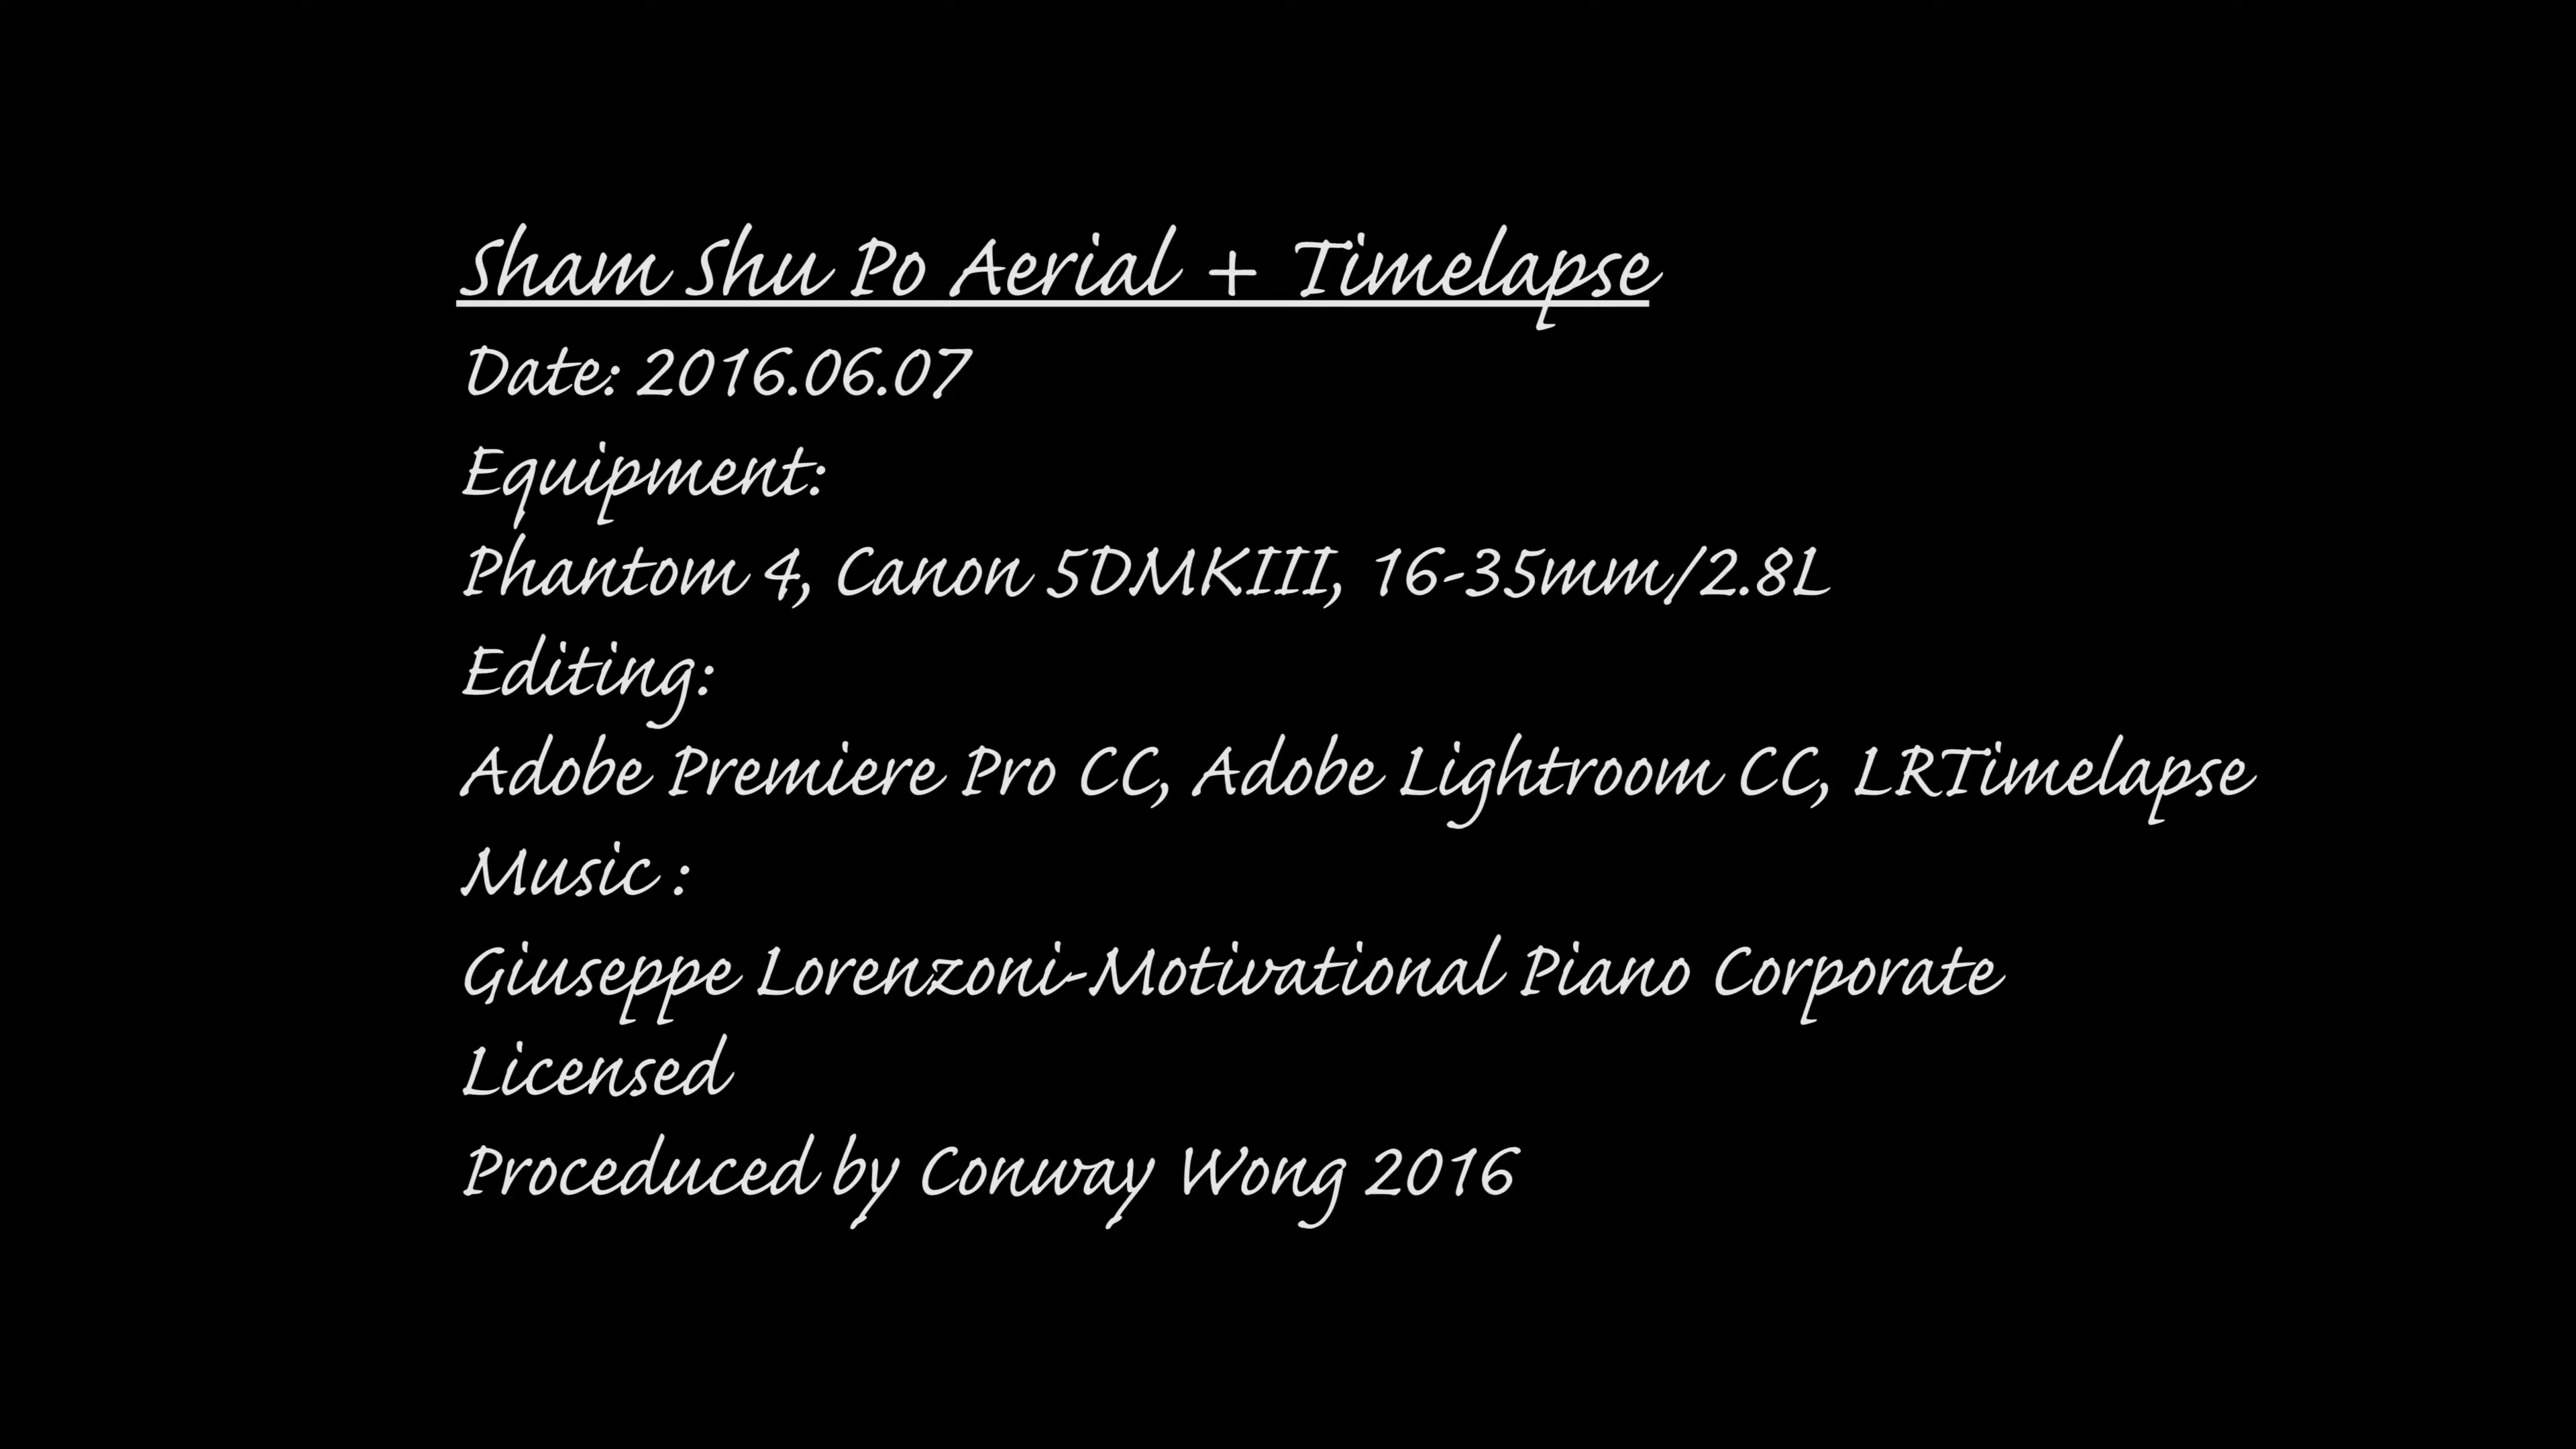 Sham Shu Po Aerial + Timelapse
Date: 2016.06.07
Equipment:
Phantom 4, Canon 5DMKIII, 16-35mm/2.8L
Editing:
Adobe Premiere Pro CC, Adobe Lightroom CC, LRTimelapse
Music :
Giuseppe Lorenzoni-Motivational Piano Corporate
Licensed
Proceduced by Conway Wong 2016